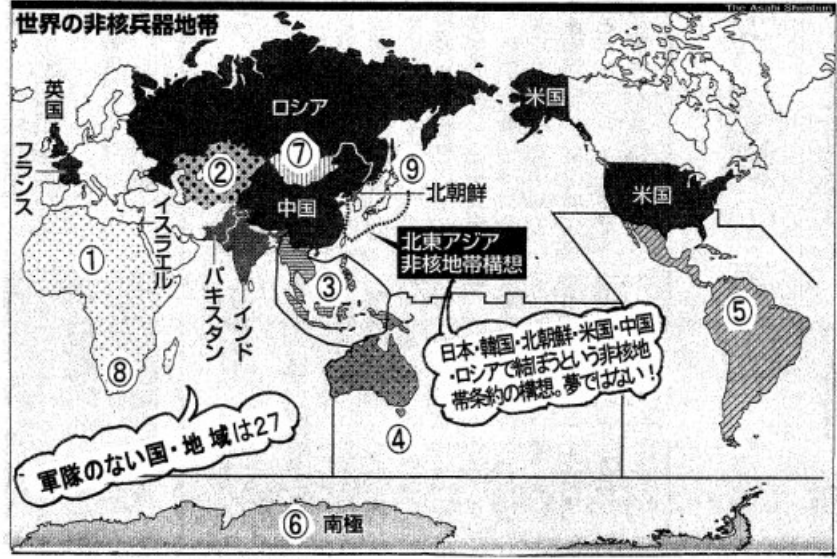 The Asahi Shimbun
世界の非核兵器地帯
英国
フランス
ロシア
米国
⑦
②
⑨
北朝鮮
中国
米国
イスラエル
①
パキスタン
インド
北東アジア
非核地帯構想
③
⑤
日本・韓国・北朝鮮・米国・中国
・ロシアで結ぼうという非核地
帯条約の構想。夢ではない！
⑧
④
軍隊のない国・地域は27
⑥
南極